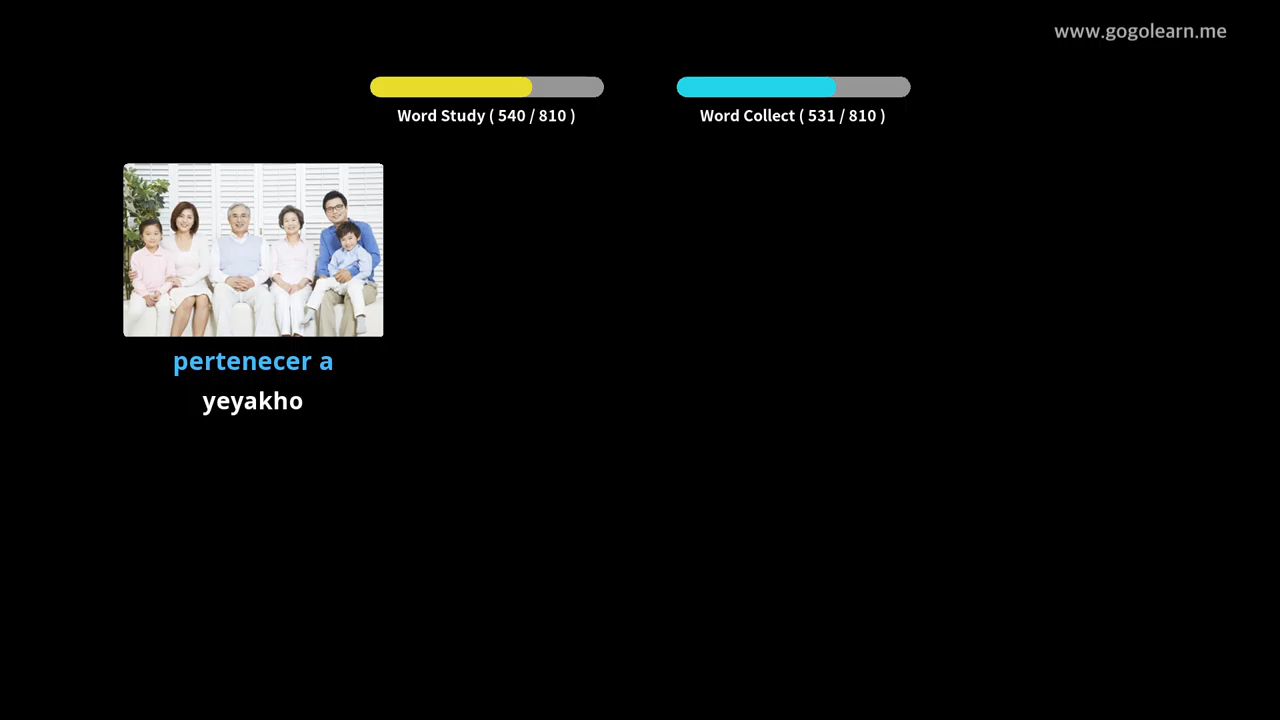 www.gogolearn.me
Word Study ( 540 / 810 )
Word Collect ( 531 / 810 )
pertenecer a
yeyakho